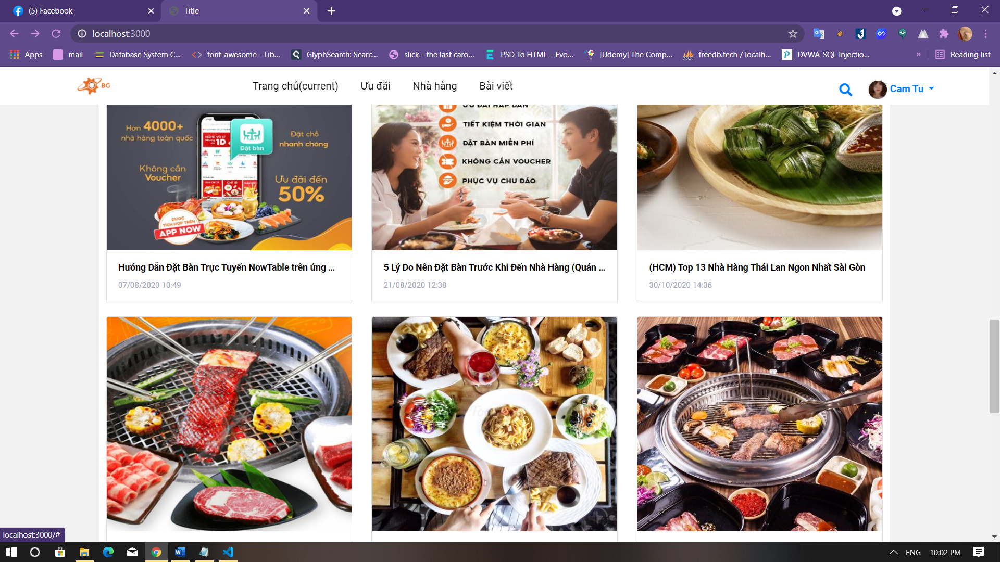 (5) Facebook
Title
localhost:3000
Apps
mail
Database System C...
font-awesome - Lib...
GlyphSearch: Searc...
slick - the last caro...
PSD To HTML – Evo...
[Udemy] The Comp...
freedb.tech / localh...
DVWA-SQL Injectio...
»
Reading list
BG
Trang chủ(current)
Ưu đãi
Nhà hàng
Bài viết
Cam Tu
Hơn 4000+
nhà hàng toàn quốc
Đặt bàn
Đặt chỗ
nhanh chóng
Không cần
Voucher
Ưu đãi đến
50%
ĐƯỢC
TÍCH HỢP TRÊN
APP NOW
ƯU ĐÃI HẤP DẪN
TIẾT KIỆM THỜI GIAN
ĐẶT BÀN MIỄN PHÍ
KHÔNG CẦN VOUCHER
PHỤC VỤ CHU ĐÁO
Hướng Dẫn Đặt Bàn Trực Tuyến NowTable trên ứng ...
07/08/2020 10:49
5 Lý Do Nên Đặt Bàn Trước Khi Đến Nhà Hàng (Quán ...
21/08/2020 12:38
(HCM) Top 13 Nhà Hàng Thái Lan Ngon Nhất Sài Gòn
30/10/2020 14:36
localhost:3000/#
ENG
10:02 PM